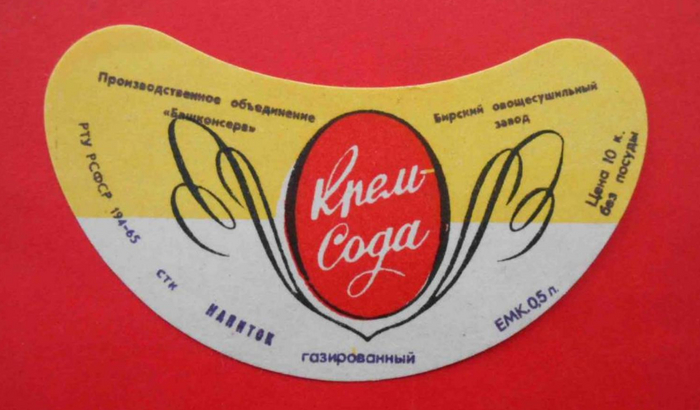 Производственное объединение
«Башконсерв»
Бирский овощесушильный
завод
Крем-
Сода
РТУ РСФСР 194-65
сти
НАПИТОК
газированный
ЕМК.0,5 л.
Цена 10 к.
без посуды